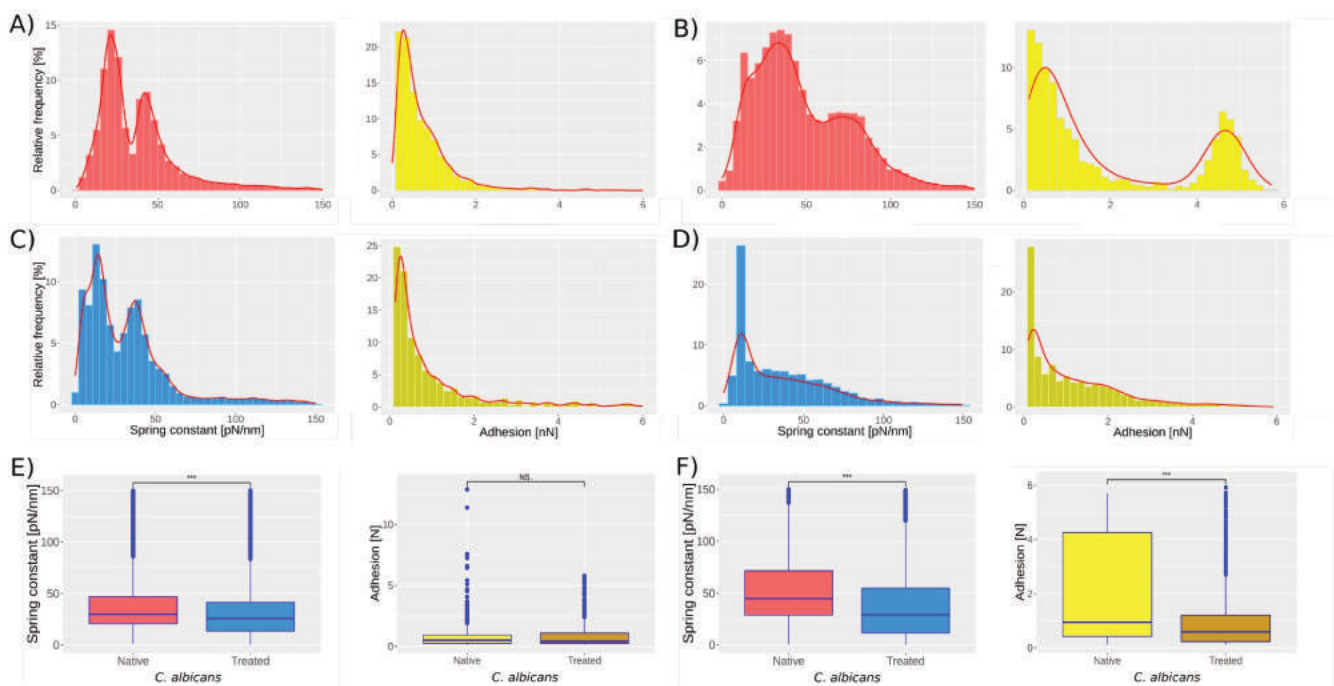 A)
B)
Relative frequency [%]
15
10
5
0
0
50
100
150
20
15
10
5
0
0
2
4
6
6
4
2
0
0
50
100
150
10
5
0
0
2
4
6
C)
D)
Relative frequency [%]
10
5
0
0
50
100
150
Spring constant [pN/nm]
25
20
15
10
5
0
0
2
4
6
Adhesion [nN]
30
20
10
0
0
50
100
150
Spring constant [pN/nm]
20
10
0
0
2
4
6
Adhesion [nN]
E)
F)
Spring constant [pN/nm]
150
100
50
0
***
Native
Treated
C. albicans
Adhesion [N]
10
5
0
NS.
Native
Treated
C. albicans
Spring constant [pN/nm]
150
100
50
0
***
Native
Treated
C. albicans
Adhesion [N]
6
4
2
0
***
Native
Treated
C. albicans